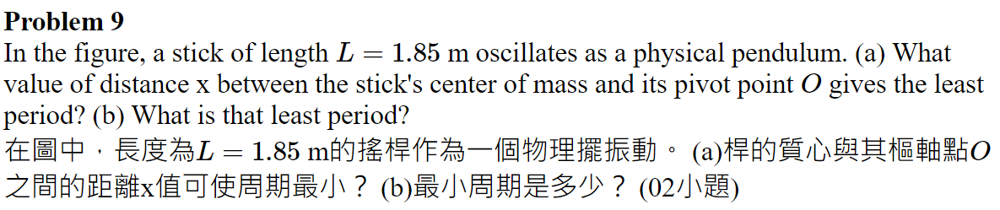 Problem 9
In the figure, a stick of length L = 1.85 m oscillates as a physical pendulum. (a) What
value of distance x between the stick's center of mass and its pivot point O gives the least
period? (b) What is that least period?
在圖中，長度為L = 1.85 m的搖桿作為一個物理擺振動。 (a)桿的質心與其樞軸點O
之間的距離x值可使周期最小？ (b)最小周期是多少？ (02小題)